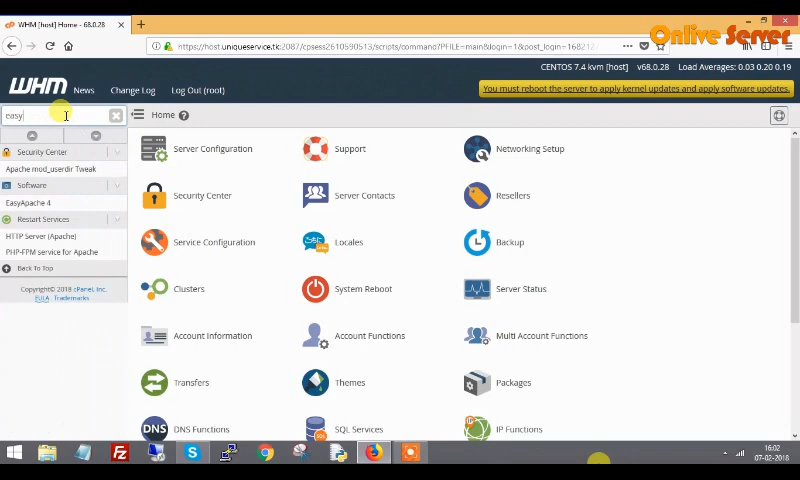 WHM [host] Home - 68.0.28
Onlive Server
https://host.uniqueservice.tk:2087/cpsess2610590513/scripts/command?PFILE=main&login=1&post_login=16821
CENTOS 7.4 kvm [host] v68.0.28 Load Averages: 0.03 0.20 0.19
WHM News Change Log Log Out (root)
You must reboot the server to apply kernel updates and apply software updates.
easy
Home
Security Center
Apache mod_userdir Tweak
Software
EasyApache 4
Restart Services
HTTP Server (Apache)
PHP-FPM service for Apache
Back To Top
Copyright© 2018 cPanel, Inc.
EULA Trademarks
Server Configuration
Support
Networking Setup
Security Center
Server Contacts
Resellers
Service Configuration
Locales
Backup
Clusters
System Reboot
Server Status
Account Information
Account Functions
Multi Account Functions
Transfers
Themes
Packages
DNS
DNS Functions
SQL Services
IP Functions
16:02
07-02-2018